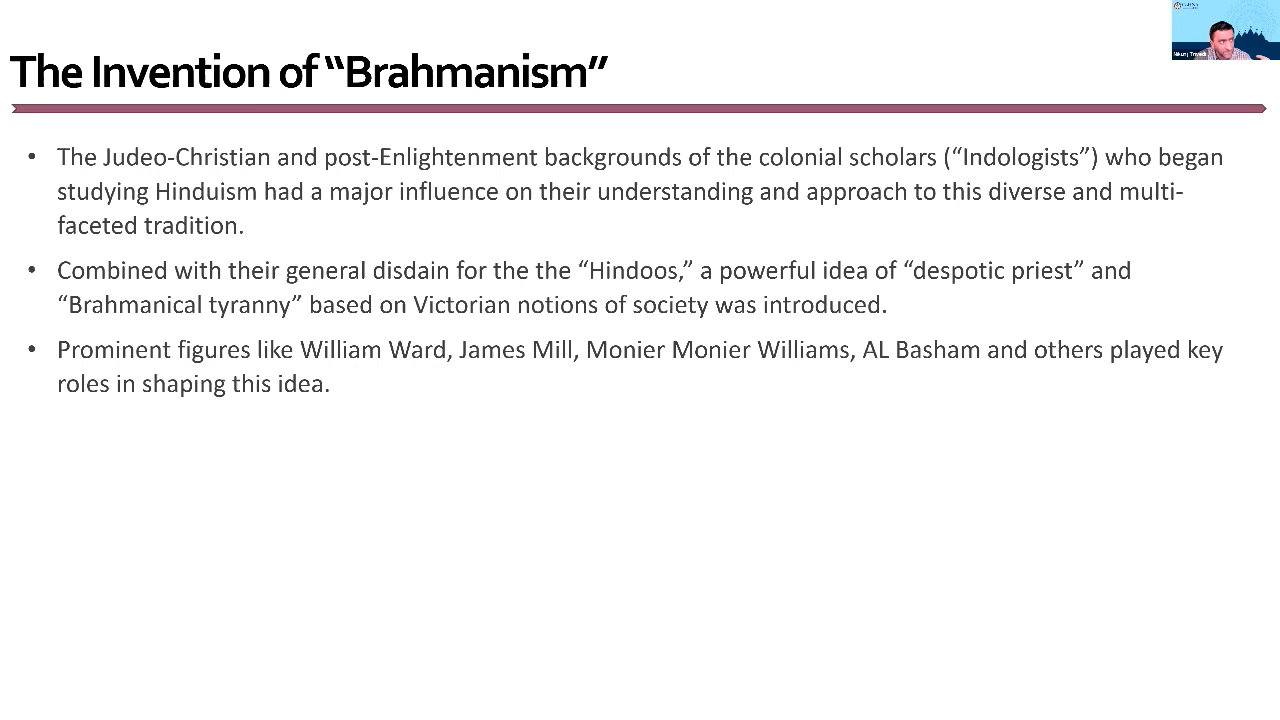 The Invention of “Brahmanism”
• The Judeo-Christian and post-Enlightenment backgrounds of the colonial scholars (“Indologists”) who began
studying Hinduism had a major influence on their understanding and approach to this diverse and multi-
faceted tradition.
• Combined with their general disdain for the the “Hindoos,” a powerful idea of “despotic priest” and
“Brahmanical tyranny” based on Victorian notions of society was introduced.
• Prominent figures like William Ward, James Mill, Monier Monier Williams, AL Basham and others played key
roles in shaping this idea.
Nikunj Trivedi